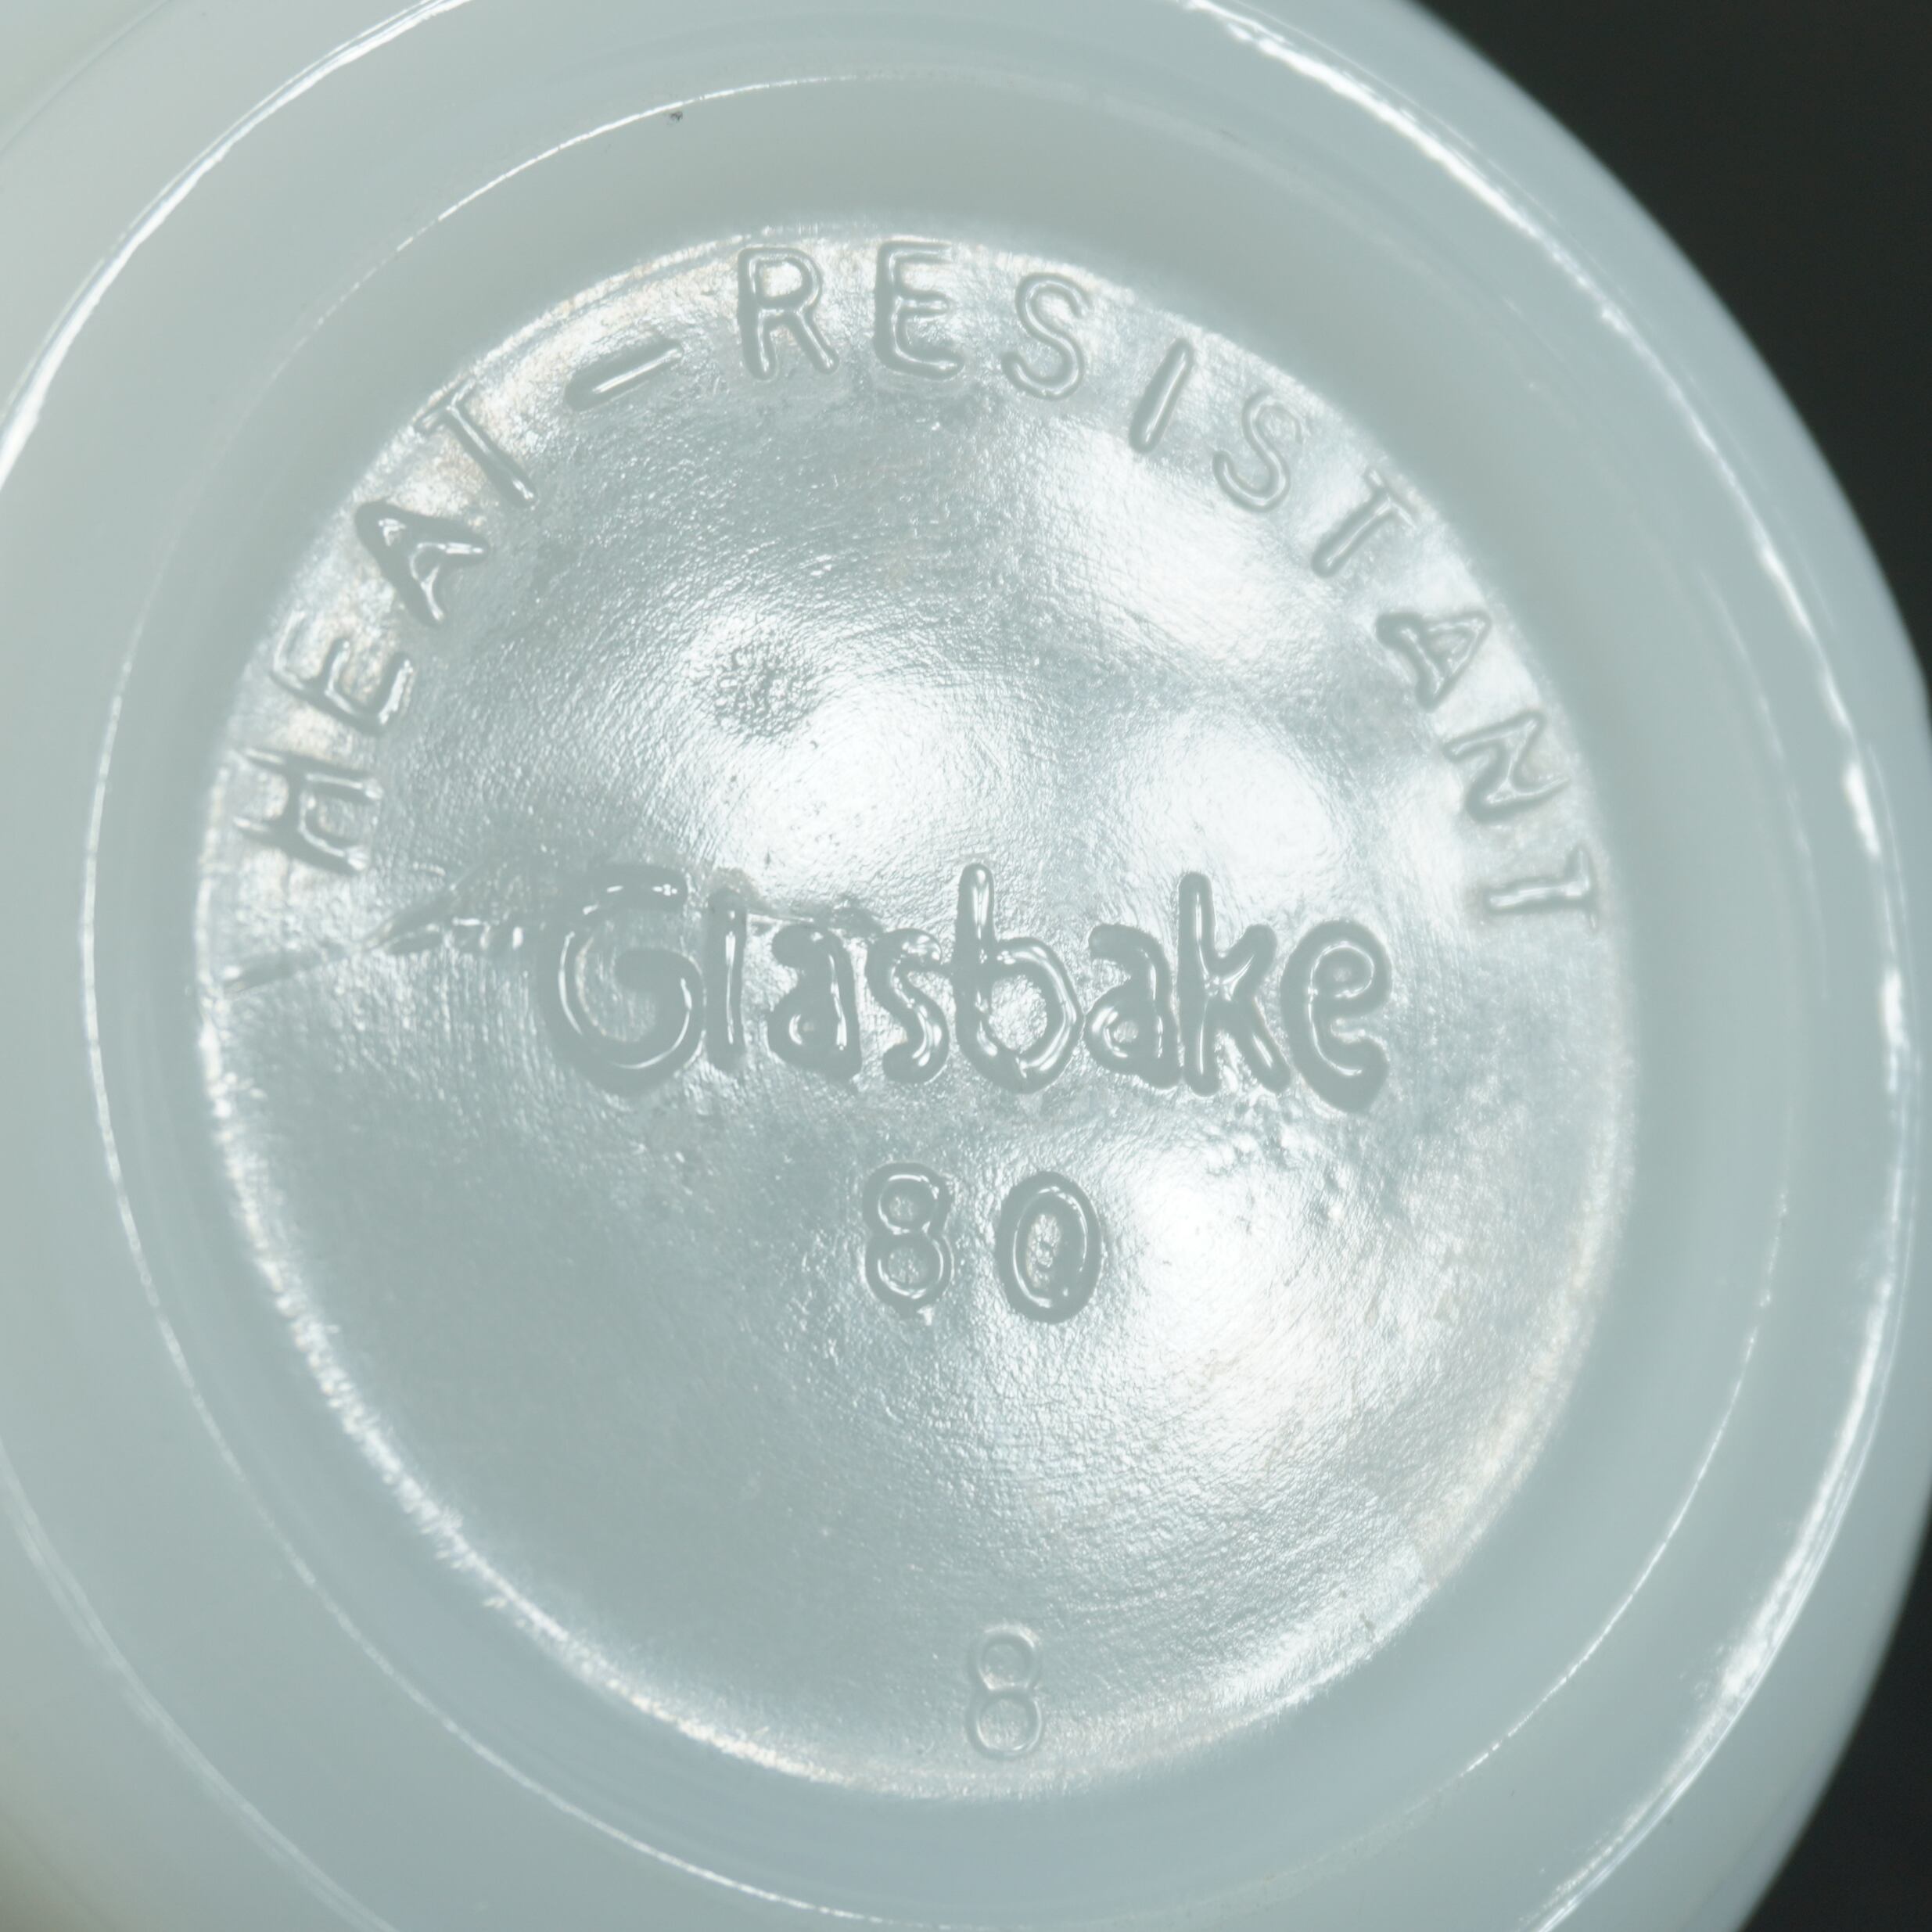 HEAT-RESISTANT
Glasbake
80
8